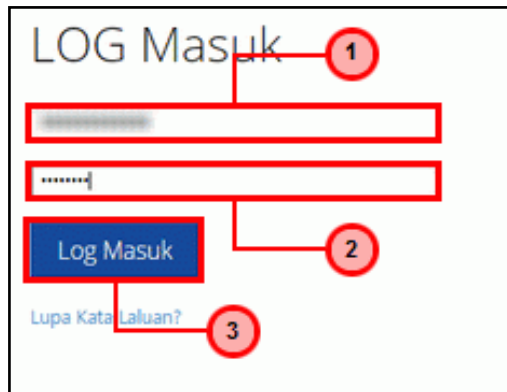 LOG Masuk
1
••••••••
Log Masuk
2
Lupa Kata Laluan?
3